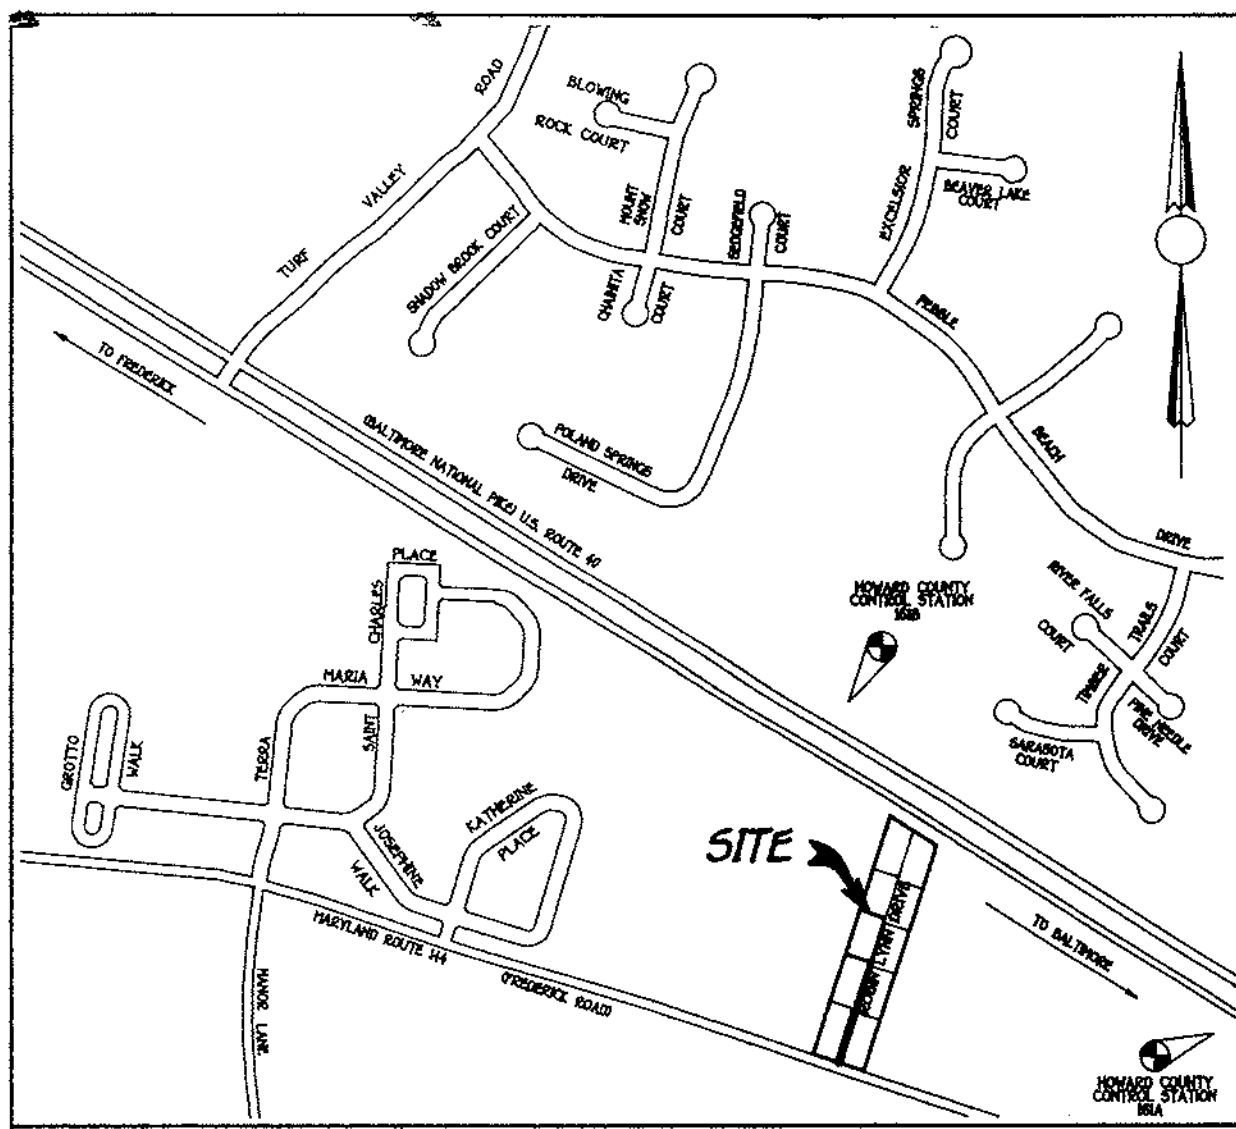 BLOWING
ROCK COURT
ROAD
VALLEY
TURF
SHADOW BROOK COURT
MOUNT
SNOW
COURT
CHAINITA
COURT
SEDGEFIELD
COURT
SPRINGS
COURT
EXCELSIOR
BEAVER LAKE
COURT
PEBBLE
BEACH
DRIVE
TO FREDERICK
(BALTIMORE NATIONAL PIKE) U.S. ROUTE 40
POLAND SPRINGS
DRIVE
PLACE
CHARLES
SAINT
MARIA
WAY
TERRA
GROTTO
WALK
JOSEPHINE
WALK
KATHERINE
PLACE
MARYLAND ROUTE 144
(FREDERICK ROAD)
MANOR LANE
HOWARD COUNTY
CONTROL STATION
RIVER FALLS
COURT
TRAILS
COURT
TIMBER
PINE NEEDLE
DRIVE
SARASOTA
COURT
SITE
ROBIN LYNN DRIVE
TO BALTIMORE
HOWARD COUNTY
CONTROL STATION
161A